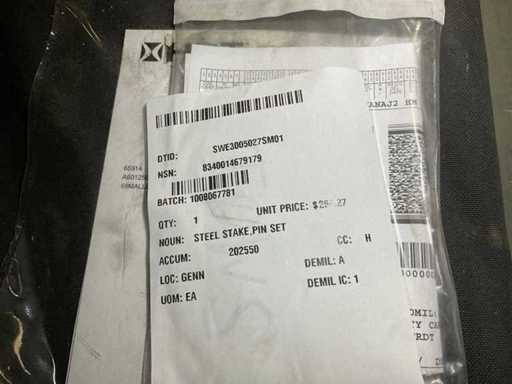 DTID: SWE3005027SM01
NSN: 8340014679179
BATCH: 1008067781
QTY: 1 UNIT PRICE:
NOUN: STEEL STAKE,PIN SET
ACCUM: 202550 CC: H
LOC: GENN DEMIL: A
UOM: EA DEMIL IC: 1
65914